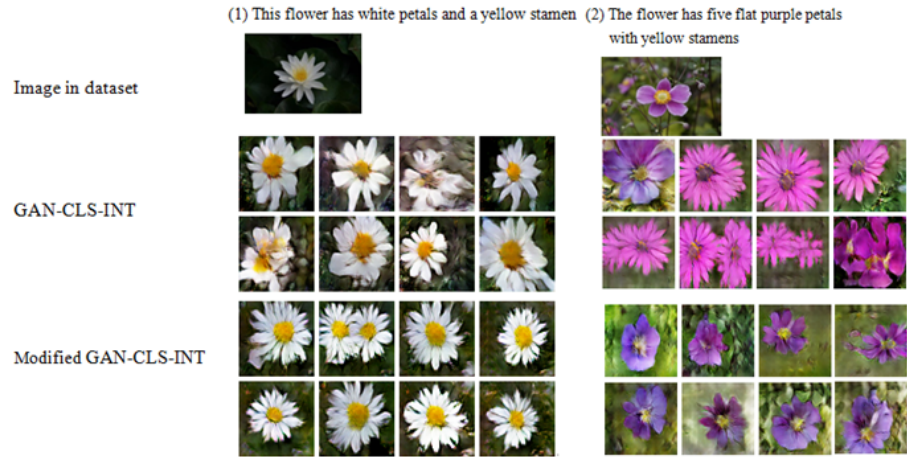 (1) This flower has white petals and a yellow stamen
(2) The flower has five flat purple petals
with yellow stamens
Image in dataset
GAN-CLS-INT
Modified GAN-CLS-INT